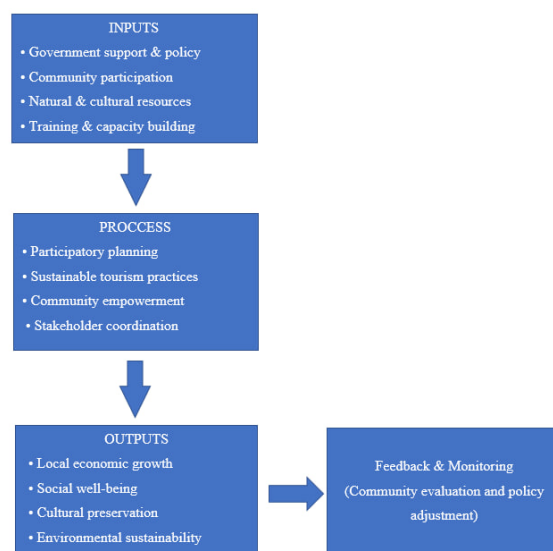 INPUTS
• Government support & policy
• Community participation
• Natural & cultural resources
• Training & capacity building
PROCCESS
• Participatory planning
• Sustainable tourism practices
• Community empowerment
• Stakeholder coordination
OUTPUTS
• Local economic growth
• Social well-being
• Cultural preservation
• Environmental sustainability
Feedback & Monitoring
(Community evaluation and policy
adjustment)